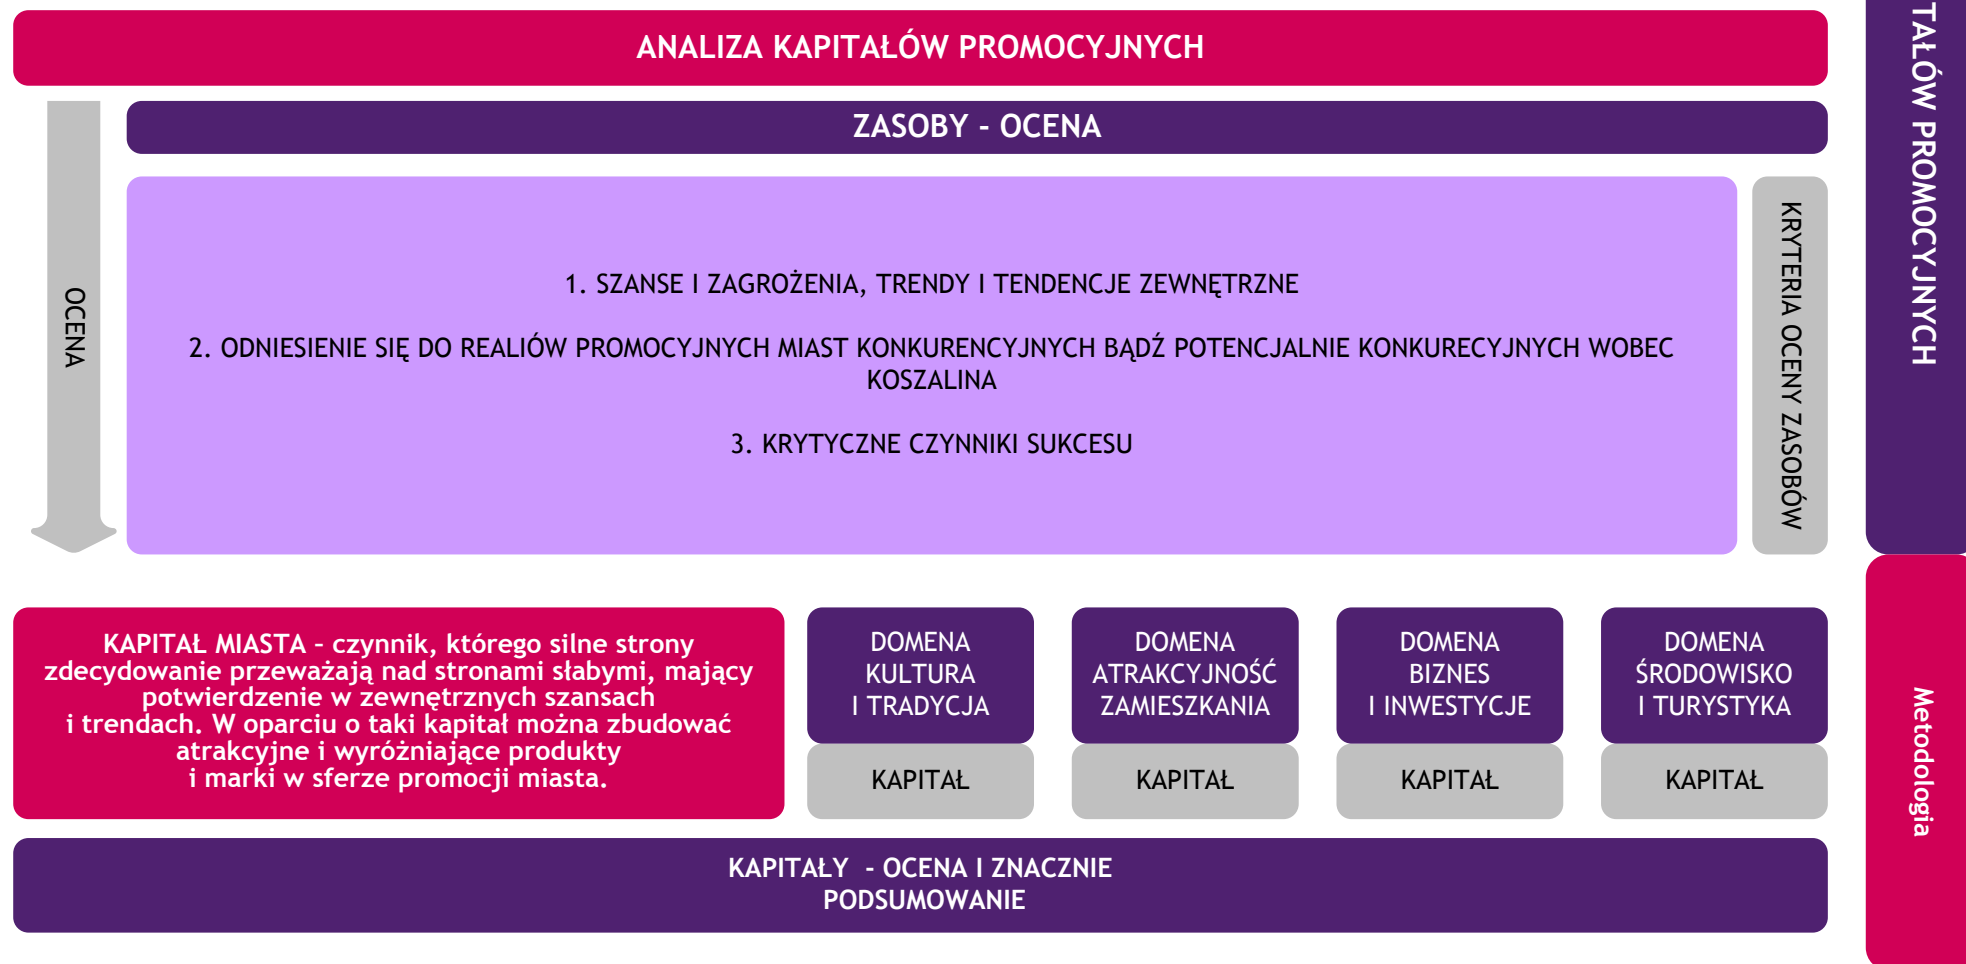 ANALIZA KAPITAŁÓW PROMOCYJNYCH
ZASOBY - OCENA
OCENA
1. SZANSE I ZAGROŻENIA, TRENDY I TENDENCJE ZEWNĘTRZNE
2. ODNIESIENIE SIĘ DO REALIÓW PROMOCYJNYCH MIAST KONKURENCYJNYCH BĄDŹ POTENCJALNIE KONKURECYJNYCH WOBEC
KOSZALINA
3. KRYTYCZNE CZYNNIKI SUKCESU
KRYTERIA OCENY ZASOBÓW
KAPITAŁ MIASTA – czynnik, którego silne strony
zdecydowanie przeważają nad stronami słabymi, mający
potwierdzenie w zewnętrznych szansach
i trendach. W oparciu o taki kapitał można zbudować
atrakcyjne i wyróżniające produkty
i marki w sferze promocji miasta.
DOMENA
KULTURA
I TRADYCJA
KAPITAŁ
DOMENA
ATRAKCYJNOŚĆ
ZAMIESZKANIA
KAPITAŁ
DOMENA
BIZNES
I INWESTYCJE
KAPITAŁ
DOMENA
ŚRODOWISKO
I TURYSTYKA
KAPITAŁ
KAPITAŁY  - OCENA I ZNACZNIE
PODSUMOWANIE
TAŁÓW PROMOCYJNYCH
Metodologia